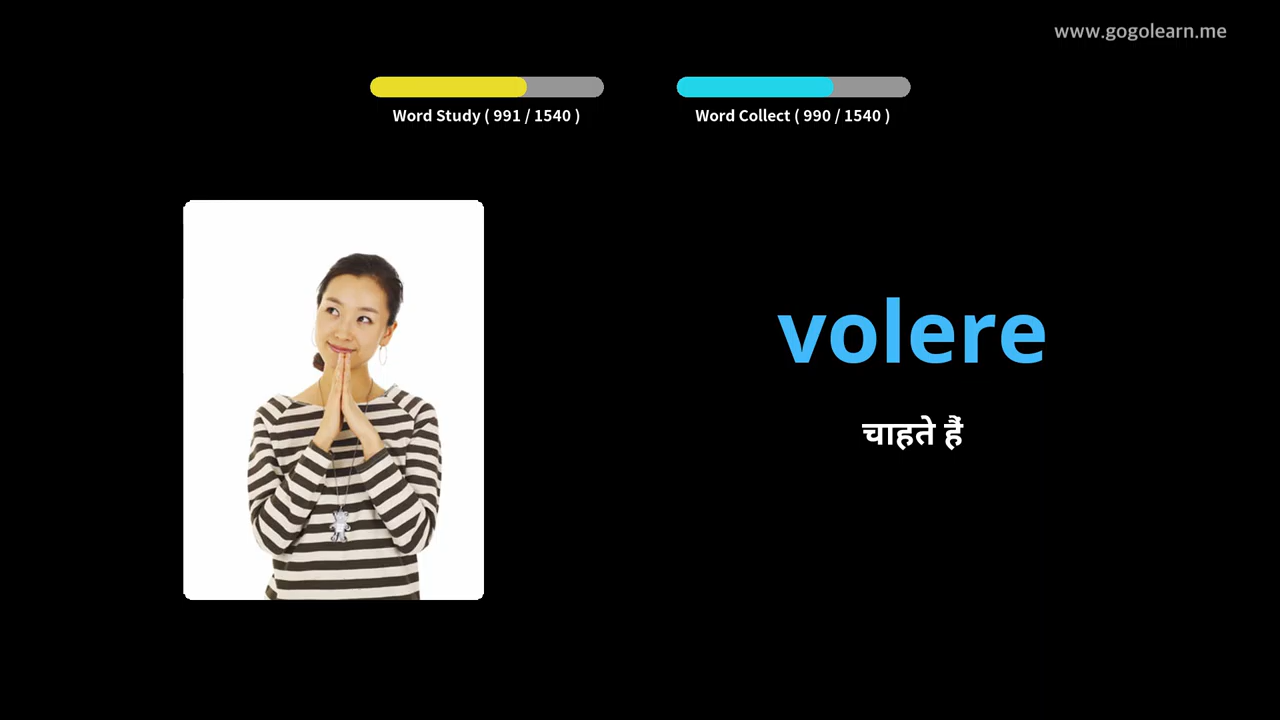 www.gogolearn.me
Word Study ( 991 / 1540 )
Word Collect ( 990 / 1540 )
volere
चाहते हैं